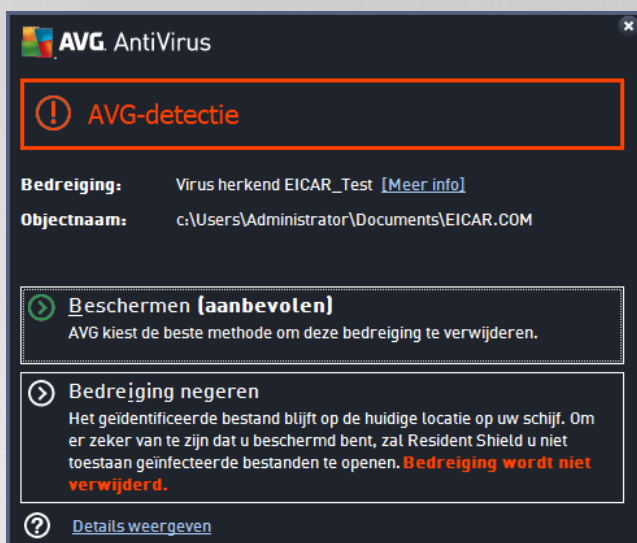 AVG. AntiVirus
AVG-detectie
Bedreiging: Virus herkend EICAR_Test [Meer info]
Objectnaam: c:\Users\Administrator\Documents\EICAR.COM
Beschermen (aanbevolen)
AVG kiest de beste methode om deze bedreiging te verwijderen.
Bedreiging negeren
Het geïdentificeerde bestand blijft op de huidige locatie op uw schijf. Om
er zeker van te zijn dat u beschermd bent, zal Resident Shield u niet
toestaan geïnfecteerde bestanden te openen. Bedreiging wordt niet
verwijderd.
Details weergeven